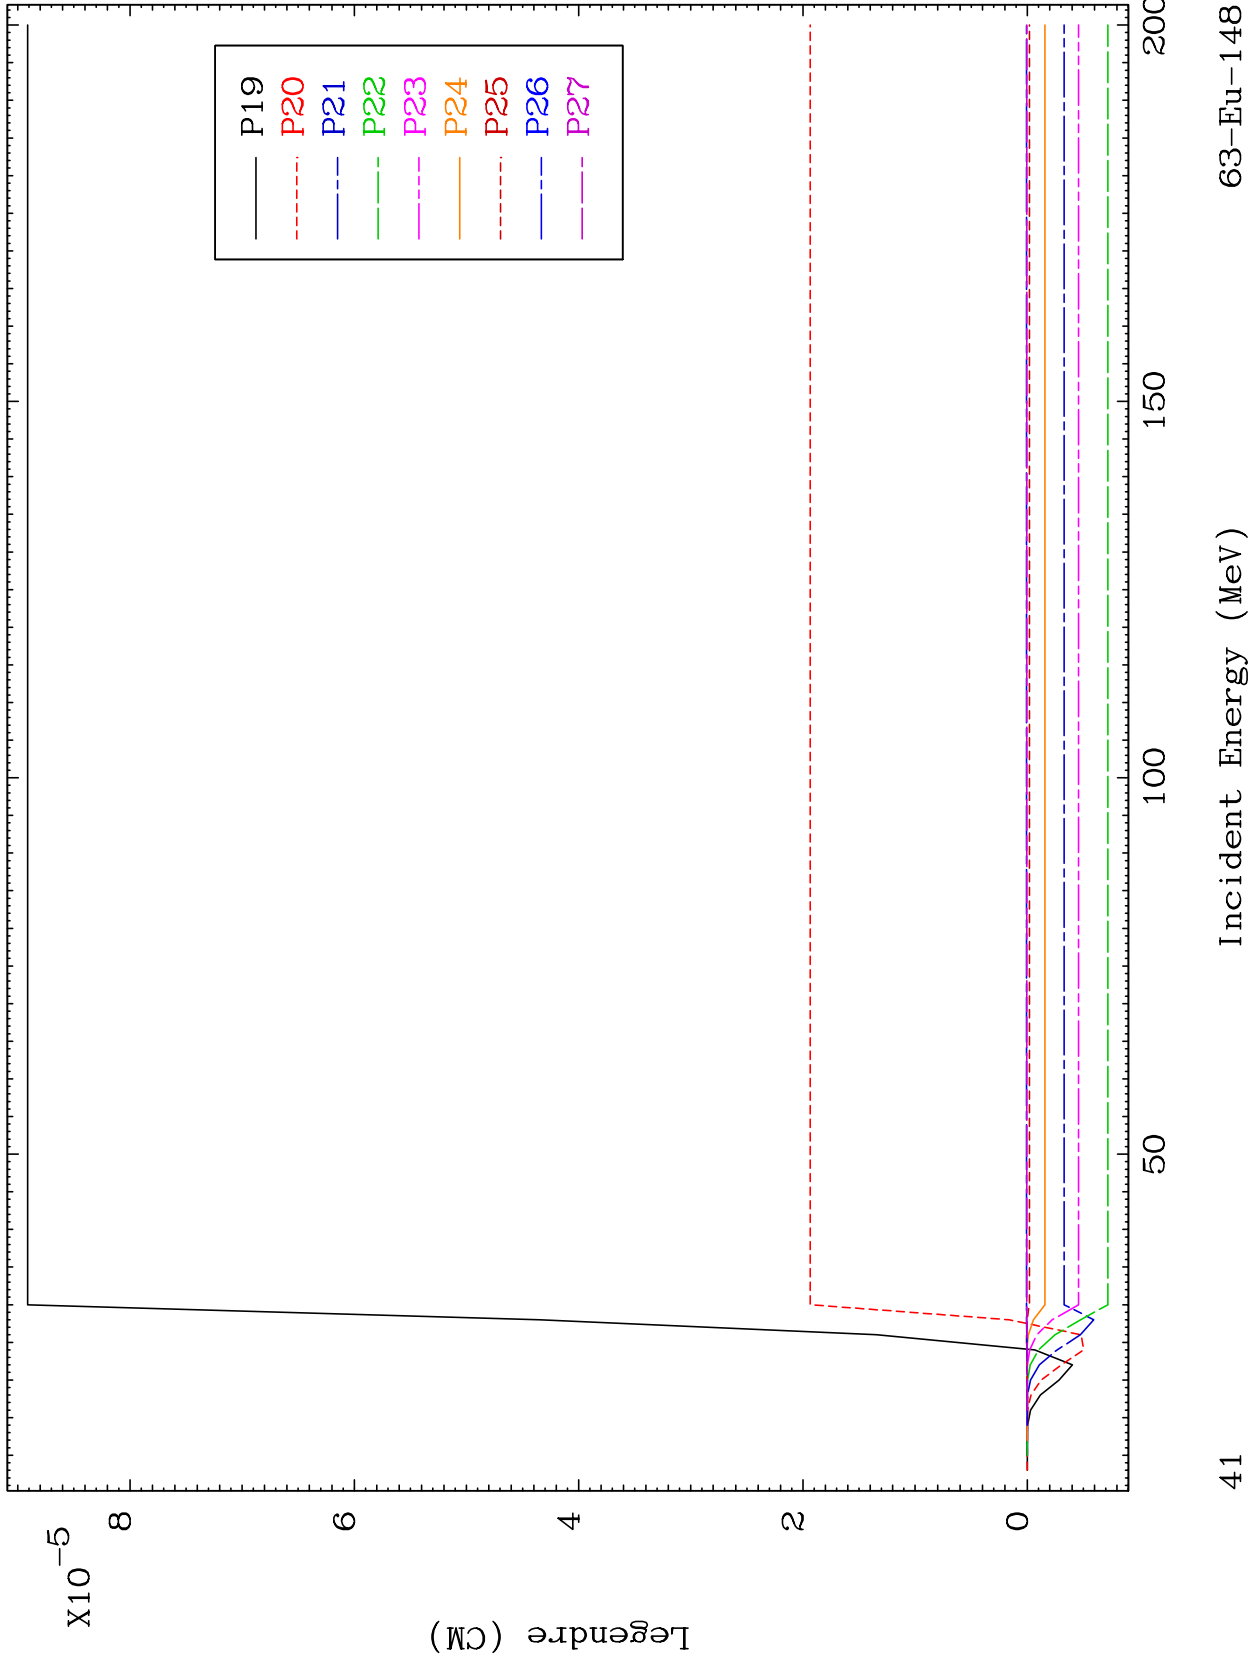 X10-5
8
6
4
2
0
Legendre (CM)
P19
P20
P21
P22
P23
P24
P25
P26
P27
50
100
150
200
Incident Energy (MeV)
41
63-Eu-148